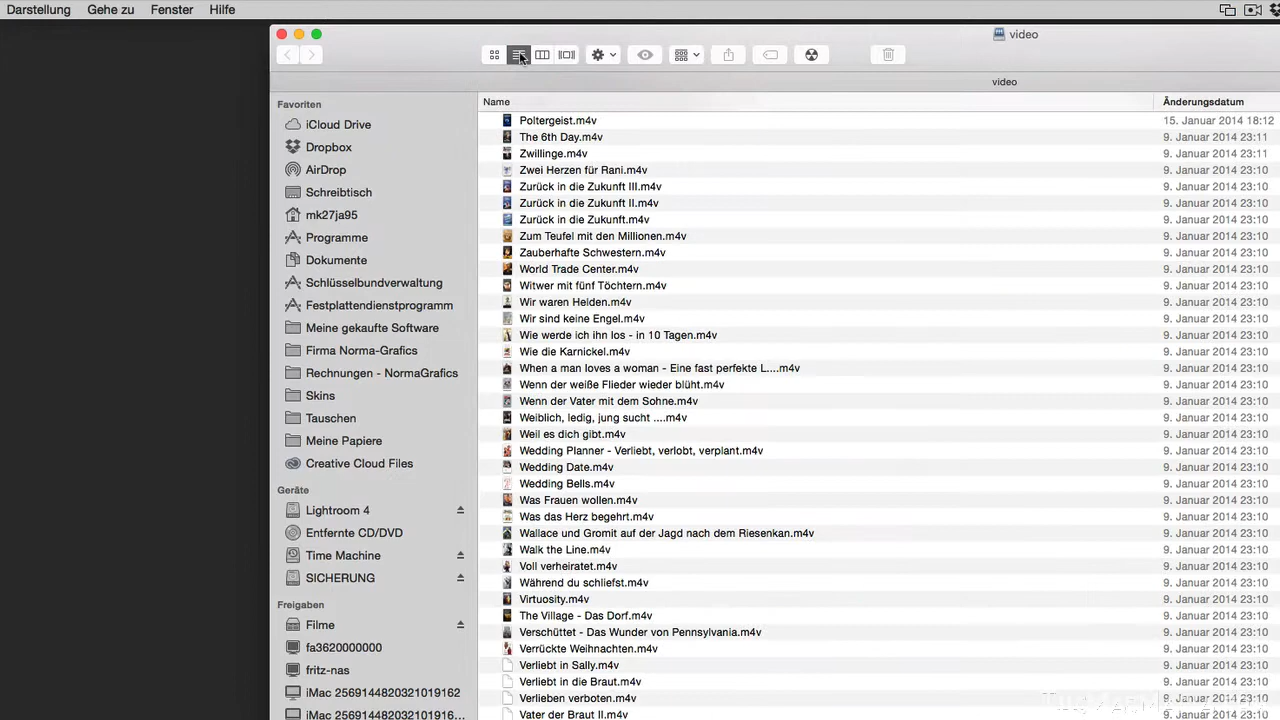 Darstellung Gehe zu Fenster Hilfe
video
video
Favoriten
iCloud Drive
Dropbox
AirDrop
Schreibtisch
mk27ja95
Programme
Dokumente
Schlüsselbundverwaltung
Festplattendienstprogramm
Meine gekaufte Software
Firma Norma-Grafics
Rechnungen - NormaGrafics
Skins
Tauschen
Meine Papiere
Creative Cloud Files
Geräte
Lightroom 4
Entfernte CD/DVD
Time Machine
SICHERUNG
Freigaben
Filme
fa3620000000
fritz-nas
iMac 2569144820321019162
iMac 256914482032101916...
Name Änderungsdatum
Poltergeist.m4v 15. Januar 2014 18:12
The 6th Day.m4v 9. Januar 2014 23:11
Zwillinge.m4v 9. Januar 2014 23:11
Zwei Herzen für Rani.m4v 9. Januar 2014 23:10
Zurück in die Zukunft III.m4v 9. Januar 2014 23:10
Zurück in die Zukunft II.m4v 9. Januar 2014 23:10
Zurück in die Zukunft.m4v 9. Januar 2014 23:10
Zum Teufel mit den Millionen.m4v 9. Januar 2014 23:10
Zauberhafte Schwestern.m4v 9. Januar 2014 23:10
World Trade Center.m4v 9. Januar 2014 23:10
Witwer mit fünf Töchtern.m4v 9. Januar 2014 23:10
Wir waren Helden.m4v 9. Januar 2014 23:10
Wir sind keine Engel.m4v 9. Januar 2014 23:10
Wie werde ich ihn los - in 10 Tagen.m4v 9. Januar 2014 23:10
Wie die Karnickel.m4v 9. Januar 2014 23:10
When a man loves a woman - Eine fast perfekte L....m4v 9. Januar 2014 23:10
Wenn der weiße Flieder wieder blüht.m4v 9. Januar 2014 23:10
Wenn der Vater mit dem Sohne.m4v 9. Januar 2014 23:10
Weiblich, ledig, jung sucht ....m4v 9. Januar 2014 23:10
Weil es dich gibt.m4v 9. Januar 2014 23:10
Wedding Planner - Verliebt, verlobt, verplant.m4v 9. Januar 2014 23:10
Wedding Date.m4v 9. Januar 2014 23:10
Wedding Bells.m4v 9. Januar 2014 23:10
Was Frauen wollen.m4v 9. Januar 2014 23:10
Was das Herz begehrt.m4v 9. Januar 2014 23:10
Wallace und Gromit auf der Jagd nach dem Riesenkan.m4v 9. Januar 2014 23:10
Walk the Line.m4v 9. Januar 2014 23:10
Voll verheiratet.m4v 9. Januar 2014 23:10
Während du schliefst.m4v 9. Januar 2014 23:10
Virtuosity.m4v 9. Januar 2014 23:10
The Village - Das Dorf.m4v 9. Januar 2014 23:10
Verschüttet - Das Wunder von Pennsylvania.m4v 9. Januar 2014 23:10
Verrückte Weihnachten.m4v 9. Januar 2014 23:10
Verliebt in Sally.m4v 9. Januar 2014 23:10
Verliebt in die Braut.m4v 9. Januar 2014 23:10
Verlieben verboten.m4v 9. Januar 2014 23:10
Vater der Braut II.m4v 9. Januar 2014 23:10